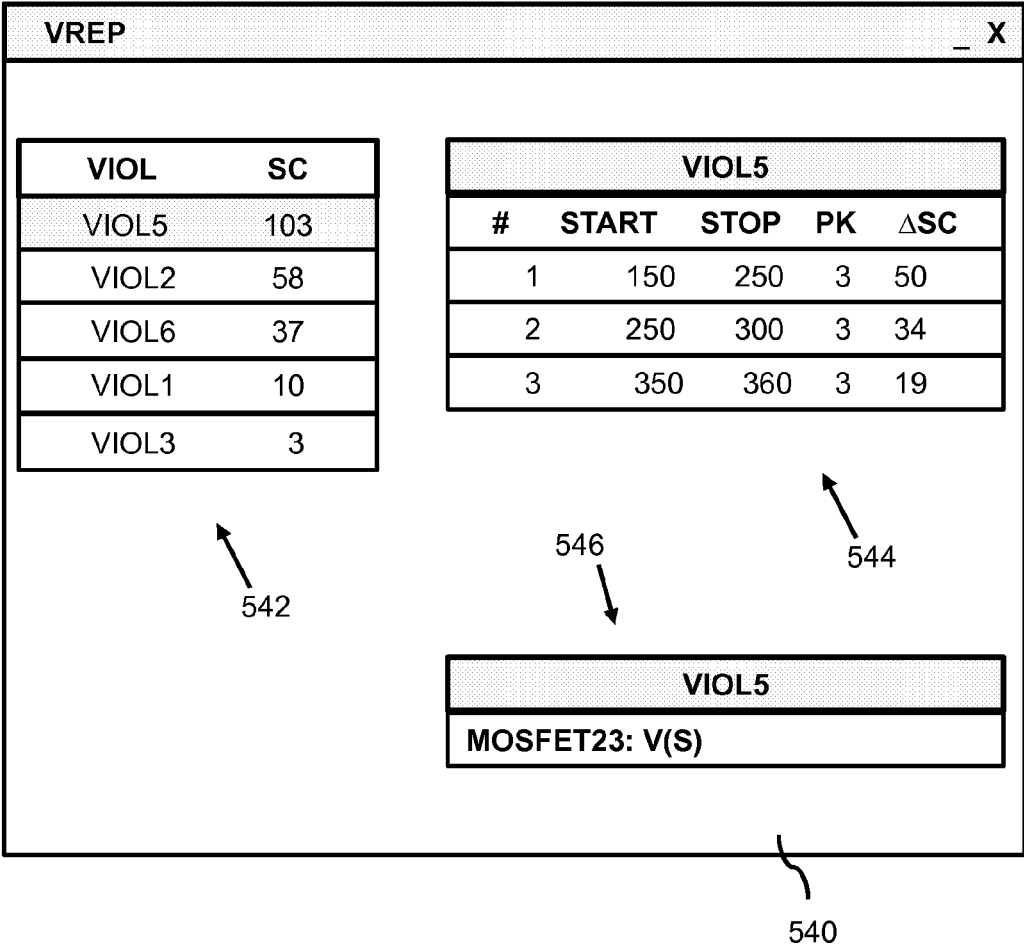 VREP _ X
VIOL SC
VIOL5 103
VIOL2 58
VIOL6 37
VIOL1 10
VIOL3 3
542
VIOL5
# START STOP PK ∆SC
1 150 250 3 50
2 250 300 3 34
3 350 360 3 19
544
546
VIOL5
MOSFET23: V(S)
540